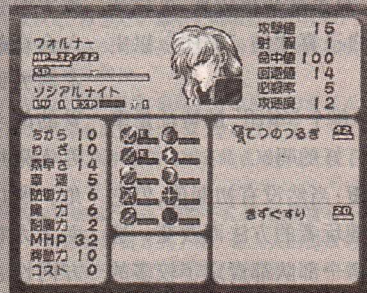 フォルナー
HP 32/32
XP
ソシアルナイト
LV 1 EXP ★1
攻撃値 15
射程 1
命中値 100
回避値 14
必殺率 5
攻速度 12
ちから 10
わざ 10
素早さ 14
幸運 5
防御力 6
魔力 6
耐魔力 2
MHP 32
移動力 10
コスト 0
てつのつるぎ 42
きずぐすり 20